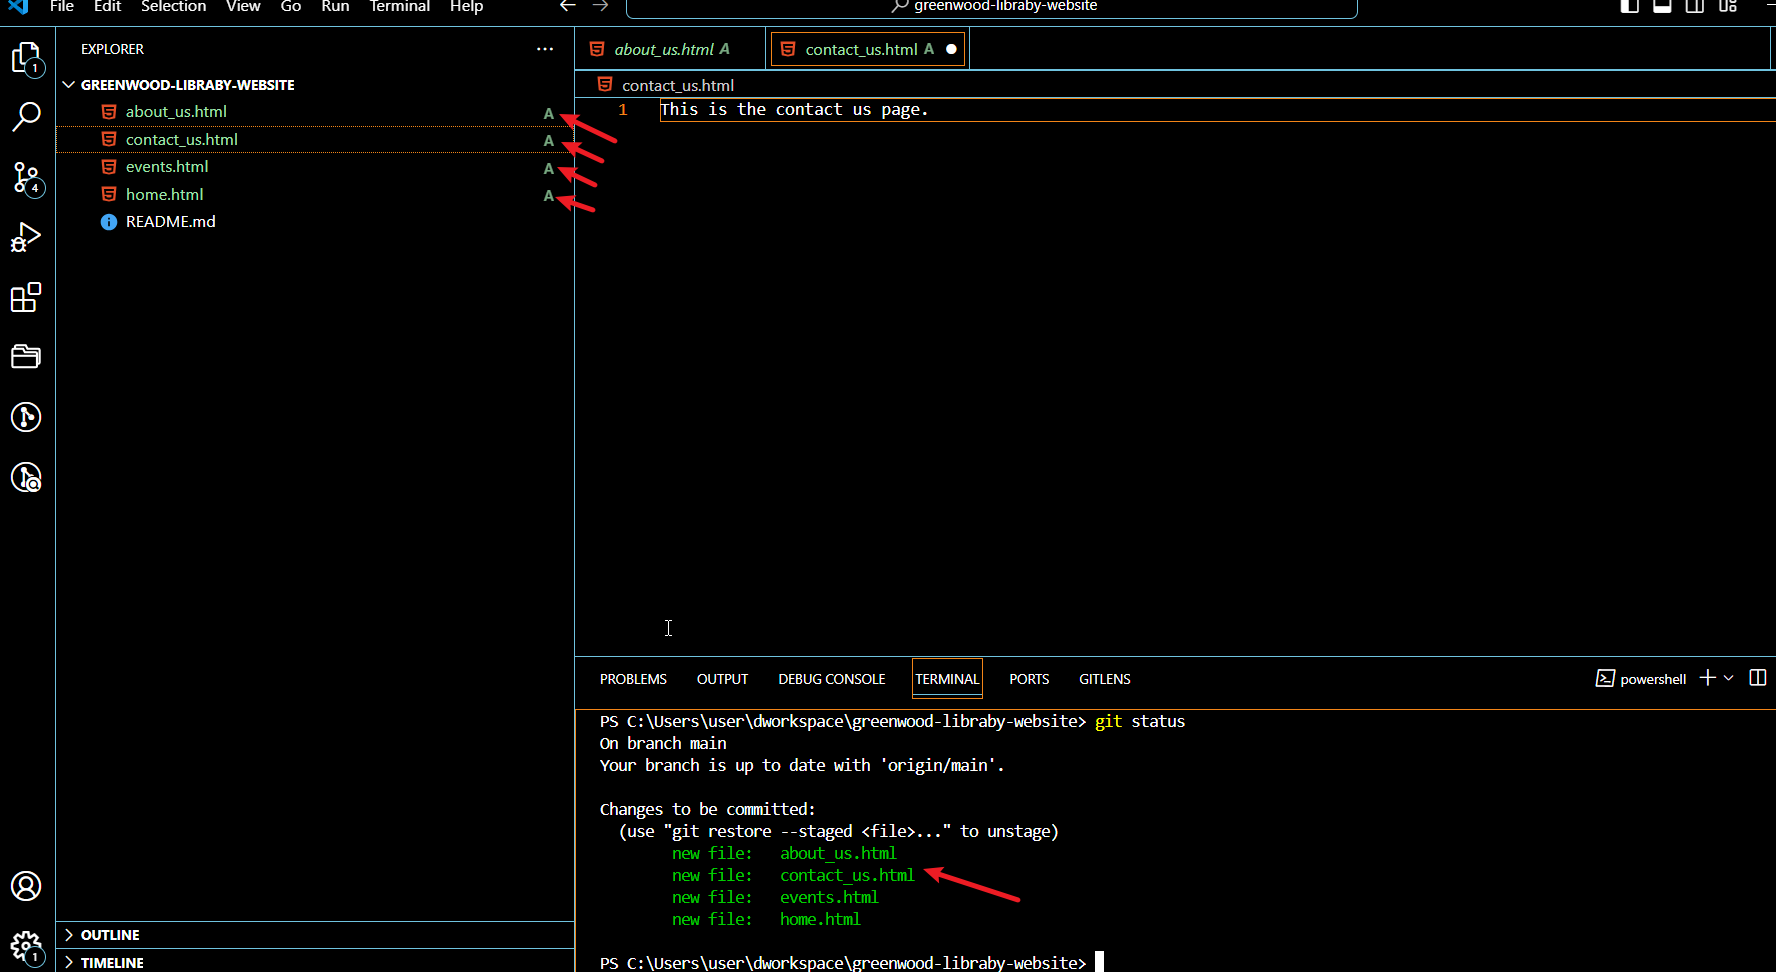 File Edit Selection View Go Run Terminal Help
greenwood-libraby-website
EXPLORER
GREENWOOD-LIBRABY-WEBSITE
about_us.html A
contact_us.html A
events.html A
home.html A
README.md
1
4
1
OUTLINE
TIMELINE
about_us.html A contact_us.html A
contact_us.html
1 This is the contact us page.
PROBLEMS OUTPUT DEBUG CONSOLE TERMINAL PORTS GITLENS
powershell
PS C:\Users\user\dworkspace\greenwood-libraby-website> git status
On branch main
Your branch is up to date with 'origin/main'.
Changes to be committed:
(use "git restore --staged <file>..." to unstage)
new file: about_us.html
new file: contact_us.html
new file: events.html
new file: home.html
PS C:\Users\user\dworkspace\greenwood-libraby-website>